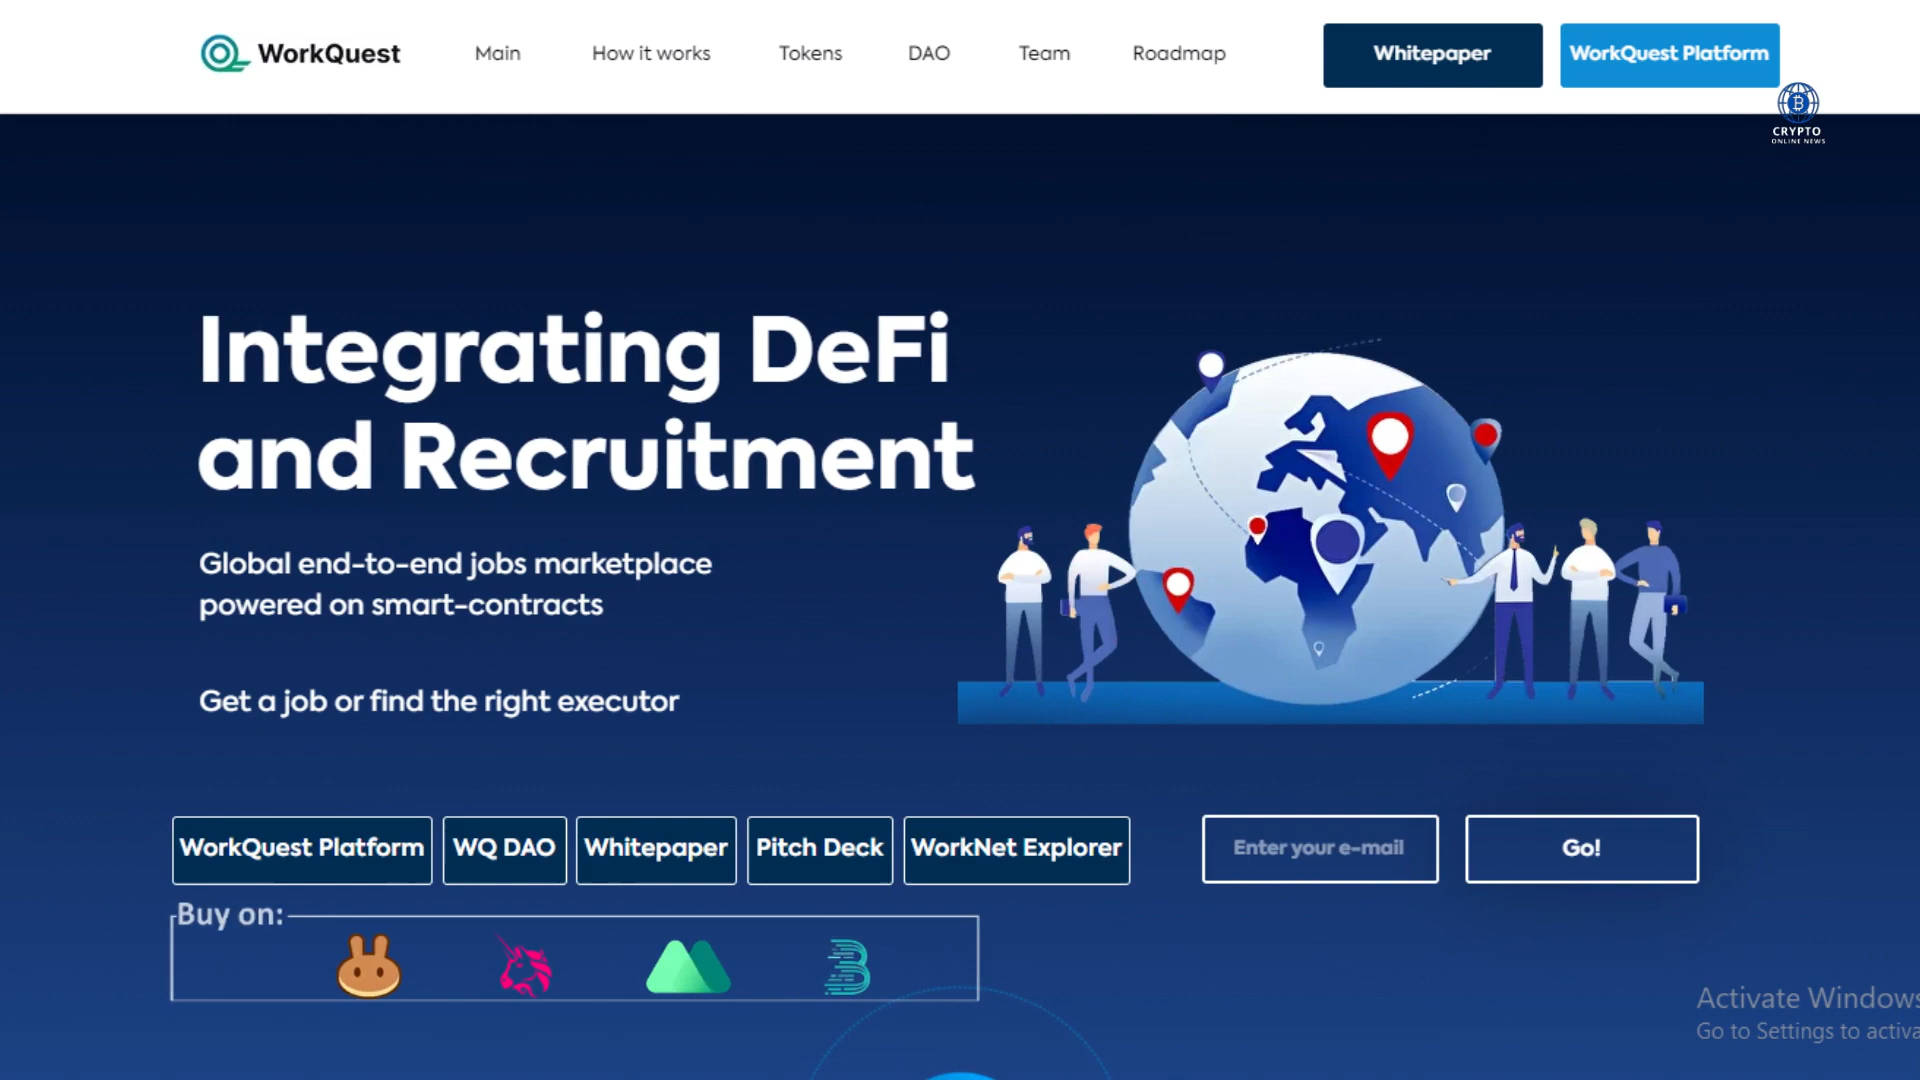 WorkQuest
Main
How it works
Tokens
DAO
Team
Roadmap
Whitepaper
WorkQuest Platform
CRYPTO
ONLINE NEWS
Integrating DeFi
and Recruitment
Global end-to-end jobs marketplace
powered on smart-contracts
Get a job or find the right executor
WorkQuest Platform
WQ DAO
Whitepaper
Pitch Deck
WorkNet Explorer
Enter your e-mail
Go!
Buy on:
Activate Windows
Go to Settings to activa